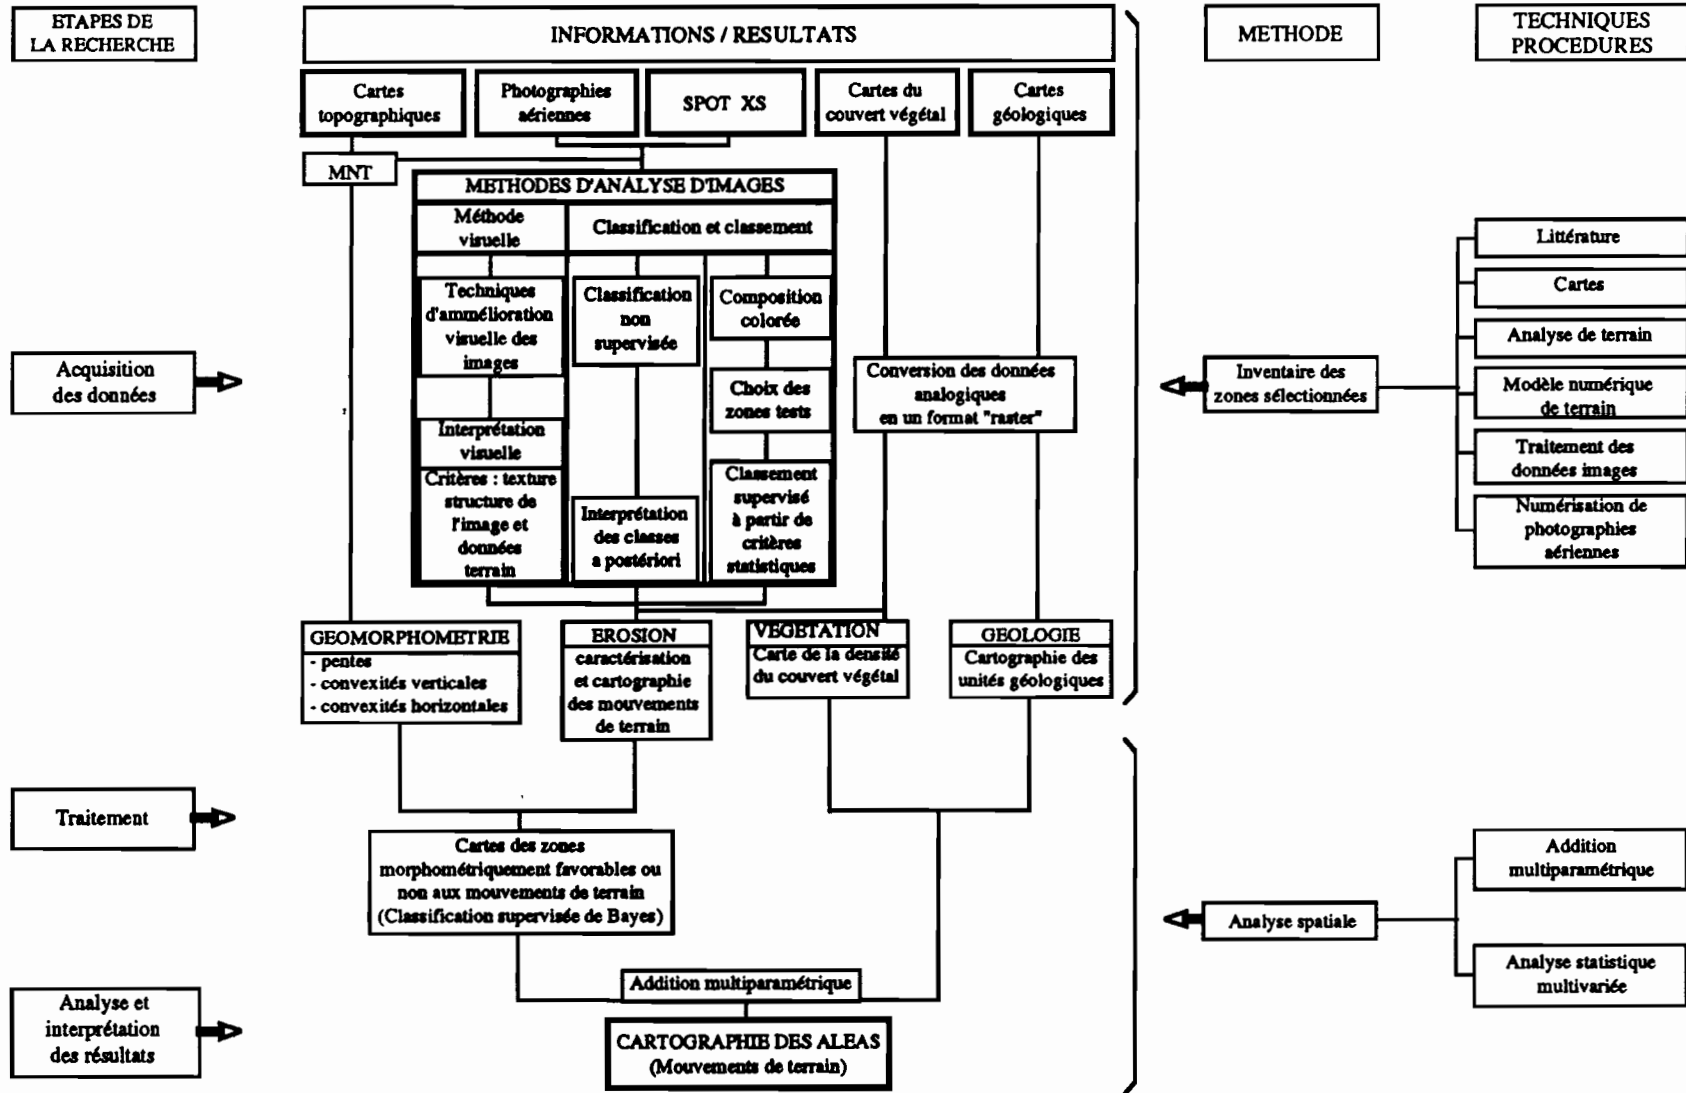 ETAPES DE
LA RECHERCHE
INFORMATIONS / RESULTATS
METHODE
TECHNIQUES
PROCEDURES
Cartes
topographiques
Photographies
aériennes
SPOT XS
Cartes du
couvert végétal
Cartes
géologiques
MNT
METHODES D'ANALYSE D'IMAGES
Méthode
visuelle
Classification et classement
Techniques
d'ammélioration
visuelle des
images
Classification
non
supervisée
Composition
colorée
Choix des
zones tests
Interprétation
visuelle
Critères : texture
structure de
l'image et
données
terrain
Interprétation
des classes
a postériori
Classement
supervisé
à partir de
critères
statistiques
Conversion des données
analogiques
en un format "raster"
Acquisition
des données
Inventaire des
zones sélectionnées
Littérature
Cartes
Analyse de terrain
Modèle numérique
de terrain
Traitement des
données images
Numérisation de
photographies
aériennes
GEOMORPHOMETRIE
- pentes
- convexités verticales
- convexités horizontales
EROSION
caractérisation
et cartographie
des mouvements
de terrain
VEGETATION
Carte de la densité
du couvert végétal
GEOLOGIE
Cartographie des
unités géologiques
Traitement
Cartes des zones
morphométriquement favorables ou
non aux mouvements de terrain
(Classification supervisée de Bayes)
Analyse spatiale
Addition
multiparamétrique
Analyse statistique
multivariée
Addition multiparamétrique
Analyse et
interprétation
des résultats
CARTOGRAPHIE DES ALEAS
(Mouvements de terrain)